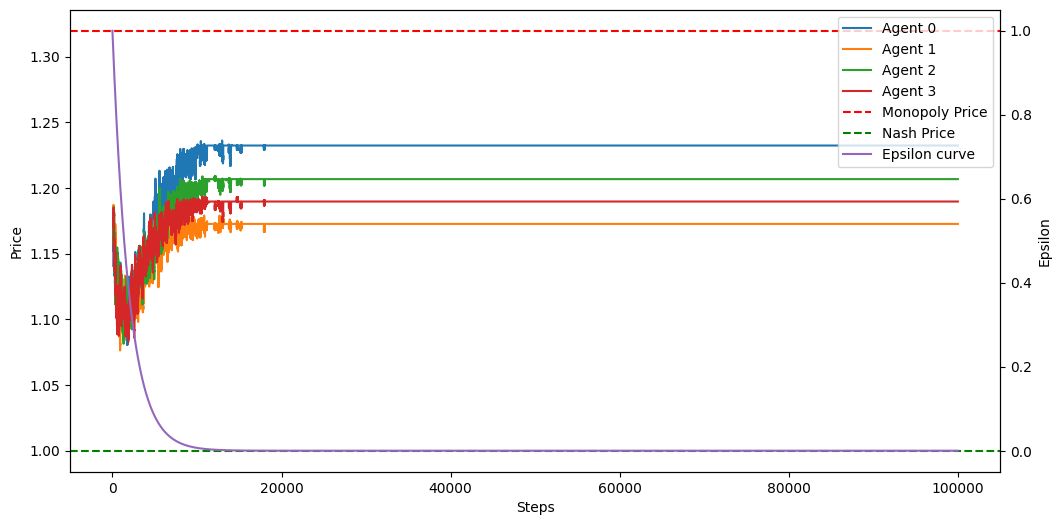 Agent 0
Agent 1
Agent 2
Agent 3
Monopoly Price
Nash Price
Epsilon curve
1.30
1.25
1.20
1.15
1.10
1.05
1.00
Price
1.0
0.8
0.6
0.4
0.2
0.0
Epsilon
0
20000
40000
60000
80000
100000
Steps